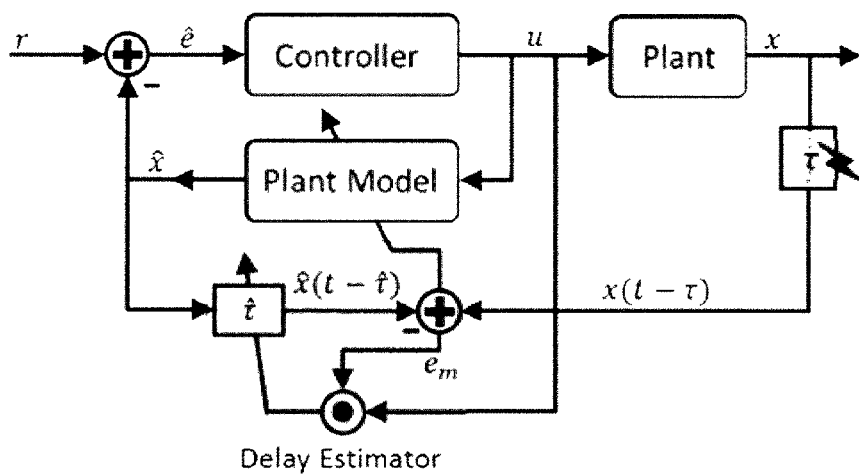 r
ê
Controller
u
Plant
x
τ
x̂
Plant Model
τ̂
x̂(t − τ̂)
x(t − τ)
e_m
Delay Estimator
+
-
+
-